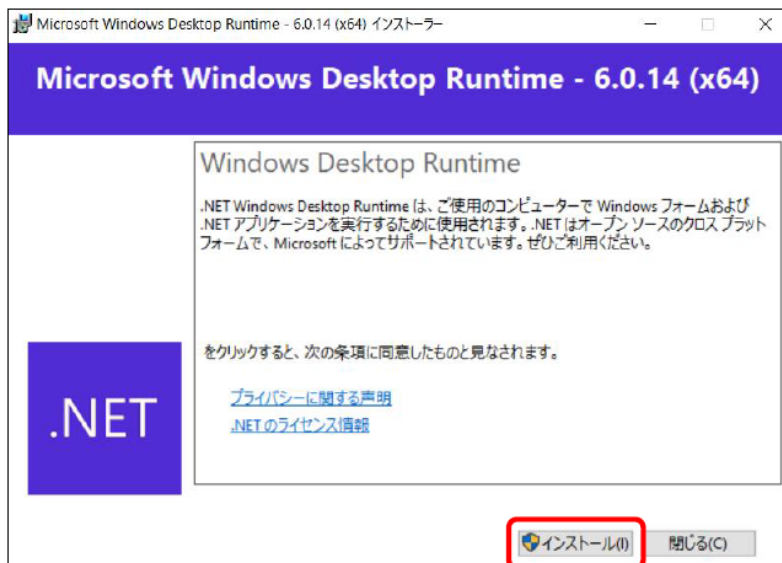 Microsoft Windows Desktop Runtime - 6.0.14 (x64) インストーラー
Microsoft Windows Desktop Runtime - 6.0.14 (x64)
Windows Desktop Runtime
.NET Windows Desktop Runtime は、ご使用のコンピューターで Windows フォームおよび
.NET アプリケーションを実行するために使用されます。.NET はオープン ソースのクロス プラット
フォームで、Microsoft によってサポートされています。ぜひご利用ください。
をクリックすると、次の条項に同意したものと見なされます。
プライバシーに関する声明
.NET のライセンス情報
.NET
インストール(I)
閉じる(C)